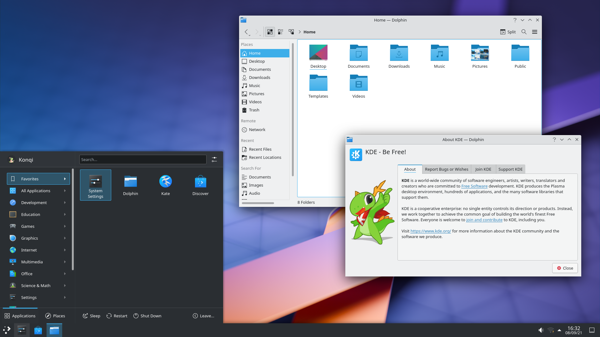 Home — Dolphin
Home
Split
Places
Home
Desktop
Documents
Downloads
Music
Pictures
Videos
Trash
Remote
Network
Recent
Recent Files
Recent Locations
Search For
Documents
Images
Audio
Desktop
Documents
Downloads
Music
Pictures
Public
Templates
Videos
8 Folders
About KDE — Dolphin
KDE - Be Free!
About
Report Bugs or Wishes
Join KDE
Support KDE
KDE is a world-wide community of software engineers, artists, writers, translators and
creators who are committed to Free Software development. KDE produces the Plasma
desktop environment, hundreds of applications, and the many software libraries that
support them.
KDE is a cooperative enterprise: no single entity controls its direction or products. Instead,
we work together to achieve the common goal of building the world's finest Free
Software. Everyone is welcome to join and contribute to KDE, including you.
Visit https://www.kde.org/ for more information about the KDE community and the
software we produce.
Close
Konqi
Search...
Favorites
All Applications
Development
Education
Games
Graphics
Internet
Multimedia
Office
Science & Math
Settings
System
Settings
Dolphin
Kate
Discover
Applications
Places
Sleep
Restart
Shut Down
Leave...
16:32
08/09/21